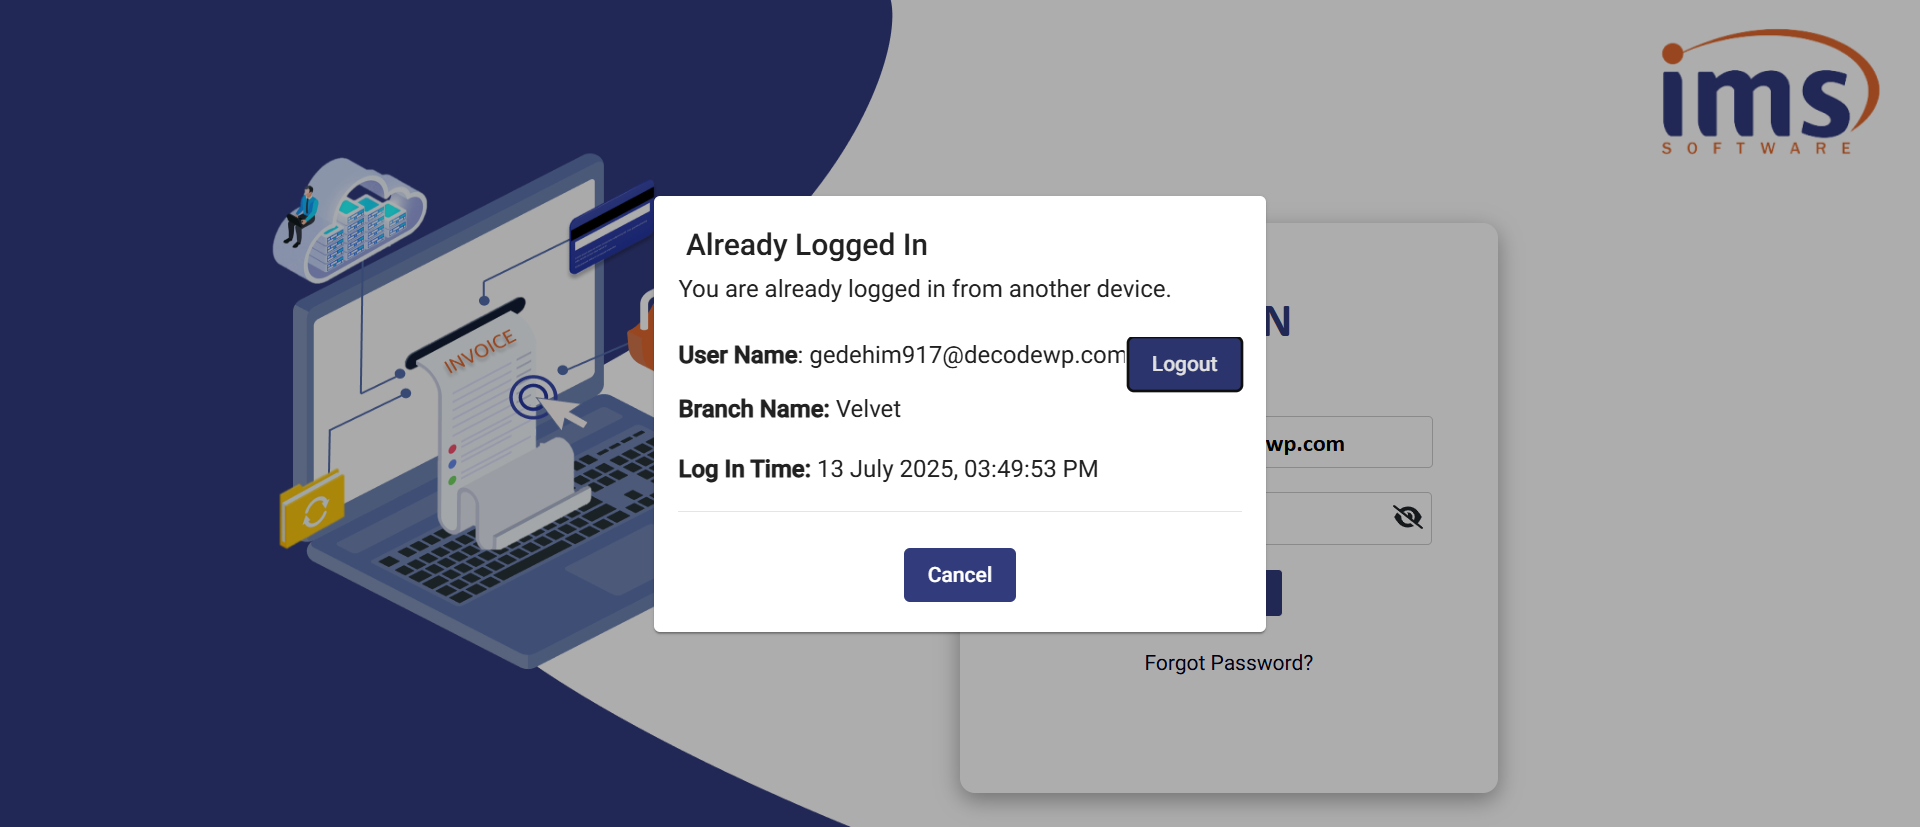 ims
SOFTWARE
INVOICE
Already Logged In
You are already logged in from another device.
User Name: gedehim917@decodewp.com
Logout
Branch Name: Velvet
Log In Time: 13 July 2025, 03:49:53 PM
Cancel
N
wp.com
Forgot Password?